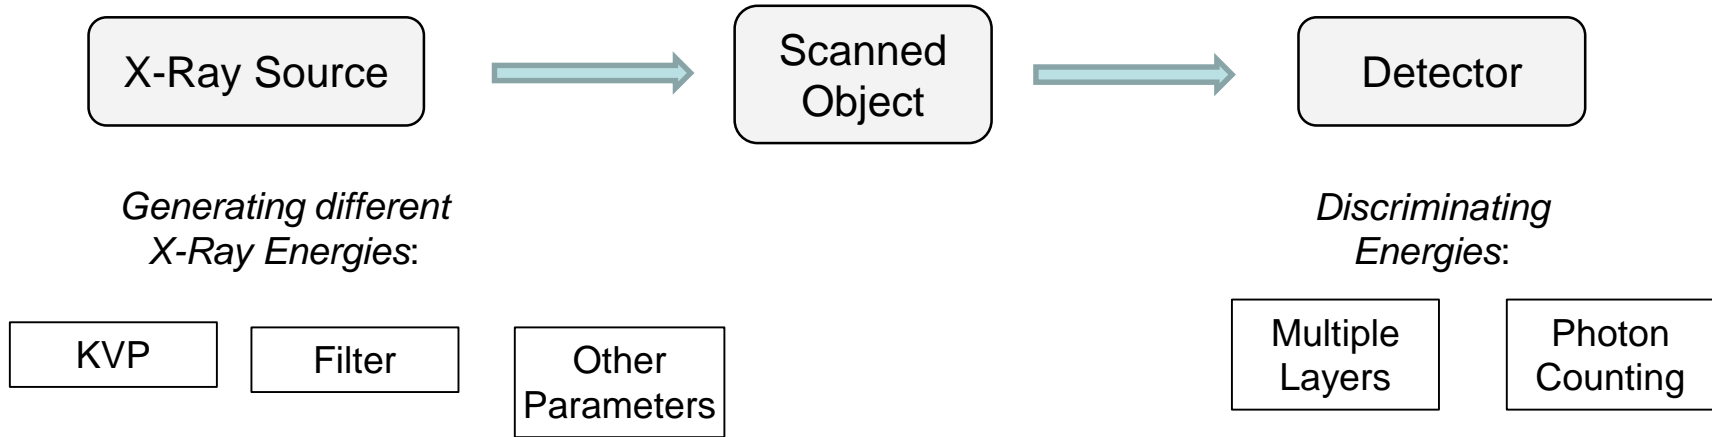 X-Ray Source
Scanned
Object
Detector
Generating different
X-Ray Energies:
Discriminating
Energies:
KVP
Filter
Other
Parameters
Multiple
Layers
Photon
Counting